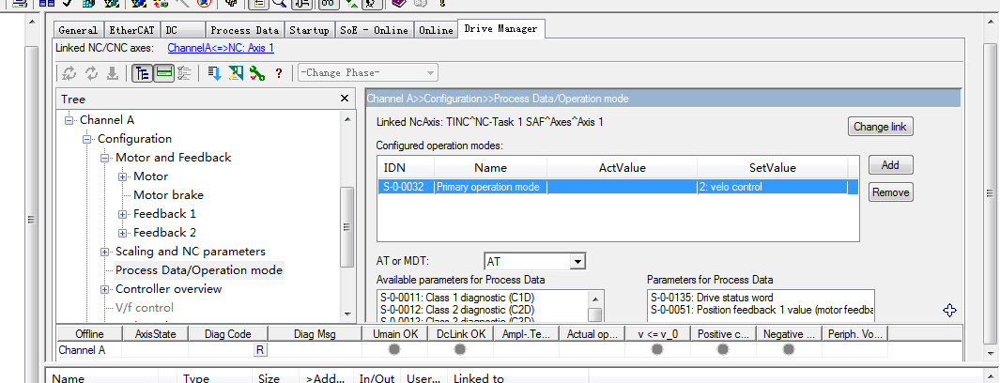 General EtherCAT DC Process Data Startup SoE - Online Online Drive Manager
Linked NC/CNC axes: ChannelA<=>NC: Axis 1
-Change Phase-
Tree
Channel A
Configuration
Motor and Feedback
Motor
Motor brake
Feedback 1
Feedback 2
Scaling and NC parameters
Process Data/Operation mode
Controller overview
V/f control
Channel A>>Configuration>>Process Data/Operation mode
Linked NcAxis: TINC^NC-Task 1 SAF^Axes^Axis 1
Change link
Configured operation modes:
IDN Name ActValue SetValue
S-0-0032 Primary operation mode 2: velo control
Add
Remove
AT or MDT: AT
Available parameters for Process Data
S-0-0011: Class 1 diagnostic (C1D)
S-0-0012: Class 2 diagnostic (C2D)
S-0-0013: Class 3 diagnostic (C3D)
Parameters for Process Data
S-0-0135: Drive status word
S-0-0051: Position feedback 1 value (motor feedba
Offline AxisState Diag Code Diag Msg Umain OK DcLink OK Ampl-.Te... Actual op... v <= v_0 Positive c... Negative ... Periph. Vo...
Channel A R
Name Type Size >Add... In/Out User... Linked to